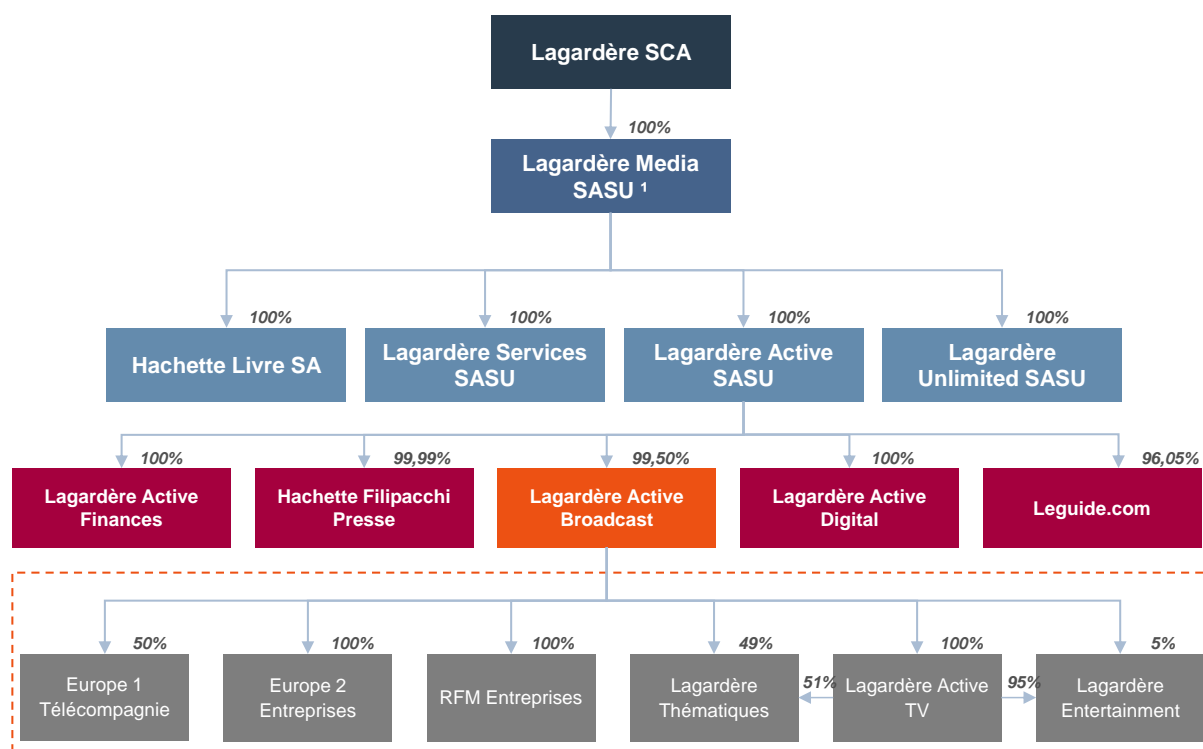 Lagardère SCA
100%
Lagardère Media
SASU ¹
100%
100%
100%
100%
Hachette Livre SA
Lagardère Services
SASU
Lagardère Active
SASU
Lagardère
Unlimited SASU
100%
99,99%
99,50%
100%
96,05%
Lagardère Active
Finances
Hachette Filipacchi
Presse
Lagardère Active
Broadcast
Lagardère Active
Digital
Leguide.com
50%
100%
100%
49%
100%
5%
Europe 1
Télécompagnie
Europe 2
Entreprises
RFM Entreprises
Lagardère
Thématiques
51%
Lagardère Active
TV
95%
Lagardère
Entertainment